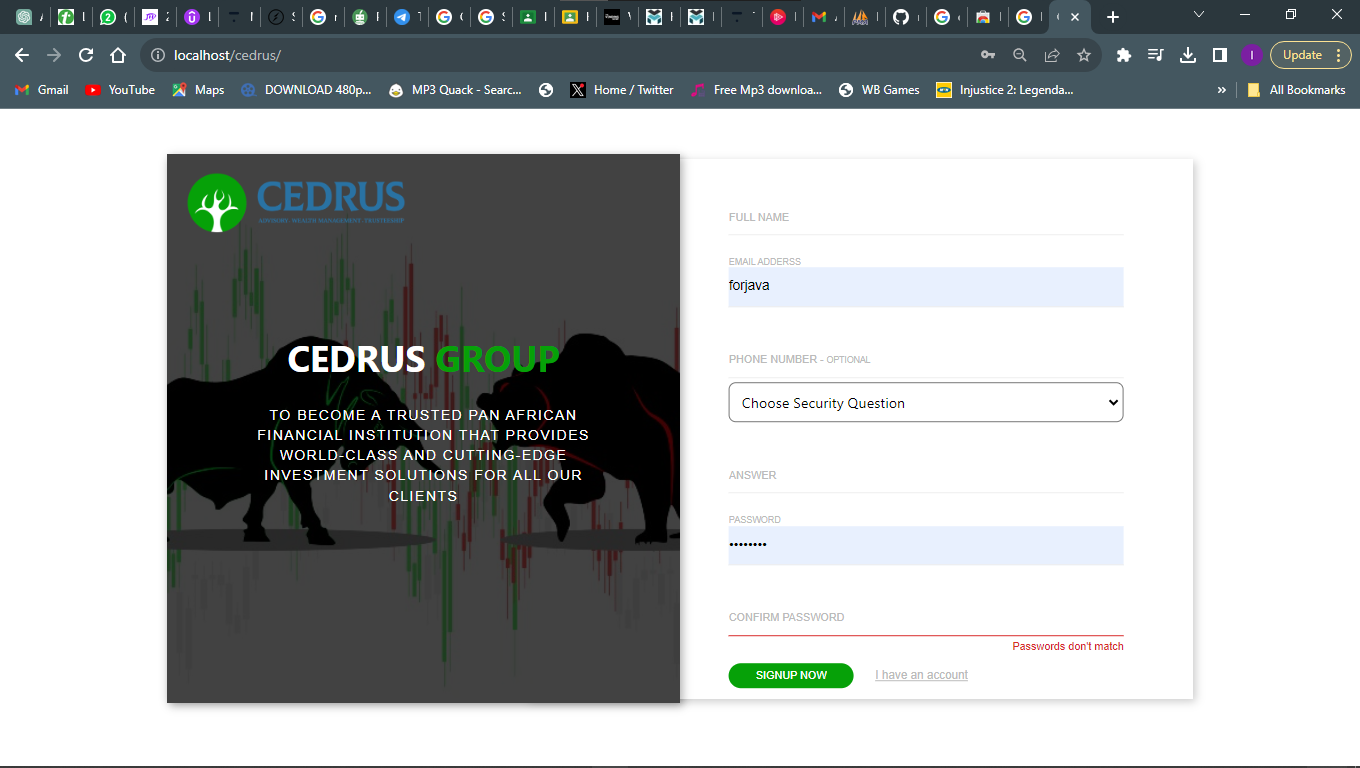 localhost/cedrus/
Update
Gmail
YouTube
Maps
DOWNLOAD 480p...
MP3 Quack - Searc...
Home / Twitter
Free Mp3 downloa...
WB Games
Injustice 2: Legenda...
»
All Bookmarks
CEDRUS
ADVISORY. WEALTH MANAGEMENT. TRUSTEESHIP
CEDRUS GROUP
TO BECOME A TRUSTED PAN AFRICAN
FINANCIAL INSTITUTION THAT PROVIDES
WORLD-CLASS AND CUTTING-EDGE
INVESTMENT SOLUTIONS FOR ALL OUR
CLIENTS
FULL NAME
EMAIL ADDERSS
forjava
PHONE NUMBER - OPTIONAL
Choose Security Question
ANSWER
PASSWORD
••••••••
CONFIRM PASSWORD
Passwords don't match
SIGNUP NOW
I have an account